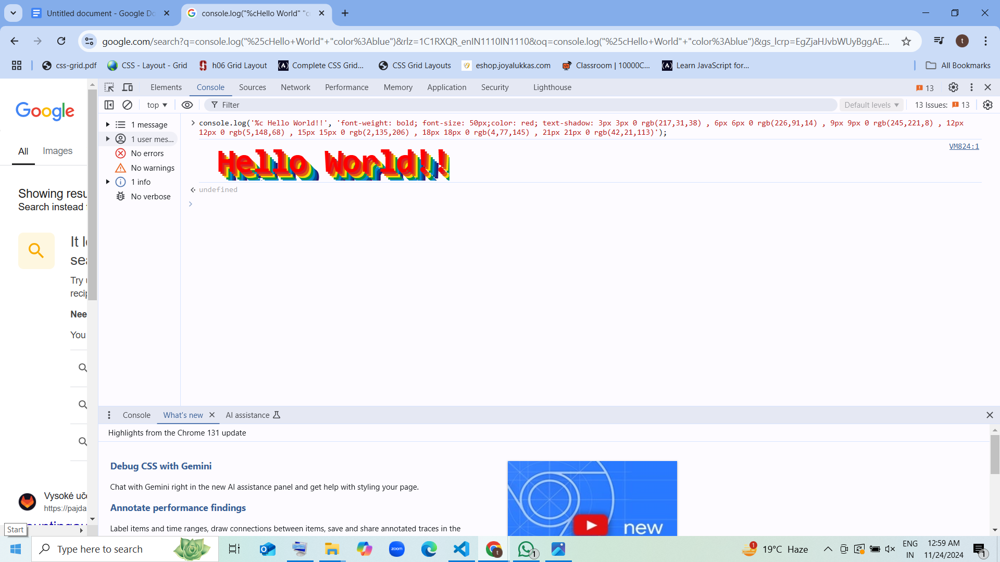 Untitled document - Google Do
console.log("%cHello World" "co
google.com/search?q=console.log("%25cHello+World"+"color%3Ablue")&rlz=1C1RXQR_enIN1110IN1110&oq=console.log("%25cHello+World"+"color%3Ablue")&gs_lcrp=EgZjaHJvbWUyBggAE...
t
css-grid.pdf
CSS - Layout - Grid
h06 Grid Layout
Complete CSS Grid...
CSS Grid Layouts
eshop.joyalukkas.com
Classroom | 10000C...
Learn JavaScript for...
All Bookmarks
Google
All
Images
Showing resu
Search instead
It l
sea
Try
recip
Nee
You
Vysoké uč
https://pajda
Start
Elements
Console
Sources
Network
Performance
Memory
Application
Security
Lighthouse
13
top
Filter
Default levels
13 Issues:
13
1 message
1 user mes...
No errors
No warnings
1 info
No verbose
console.log('%c Hello World!!', 'font-weight: bold; font-size: 50px;color: red; text-shadow: 3px 3px 0 rgb(217,31,38) , 6px 6px 0 rgb(226,91,14) , 9px 9px 0 rgb(245,221,8) , 12px
12px 0 rgb(5,148,68) , 15px 15px 0 rgb(2,135,206) , 18px 18px 0 rgb(4,77,145) , 21px 21px 0 rgb(42,21,113)');
VM824:1
Hello World!!
undefined
Console
What's new
AI assistance
Highlights from the Chrome 131 update
Debug CSS with Gemini
Chat with Gemini right in the new AI assistance panel and get help with styling your page.
Annotate performance findings
Label items and time ranges, draw connections between items, save and share annotated traces in the
new
Type here to search
zoom
t
1
1
19°C Haze
ENG
IN
12:59 AM
11/24/2024
1